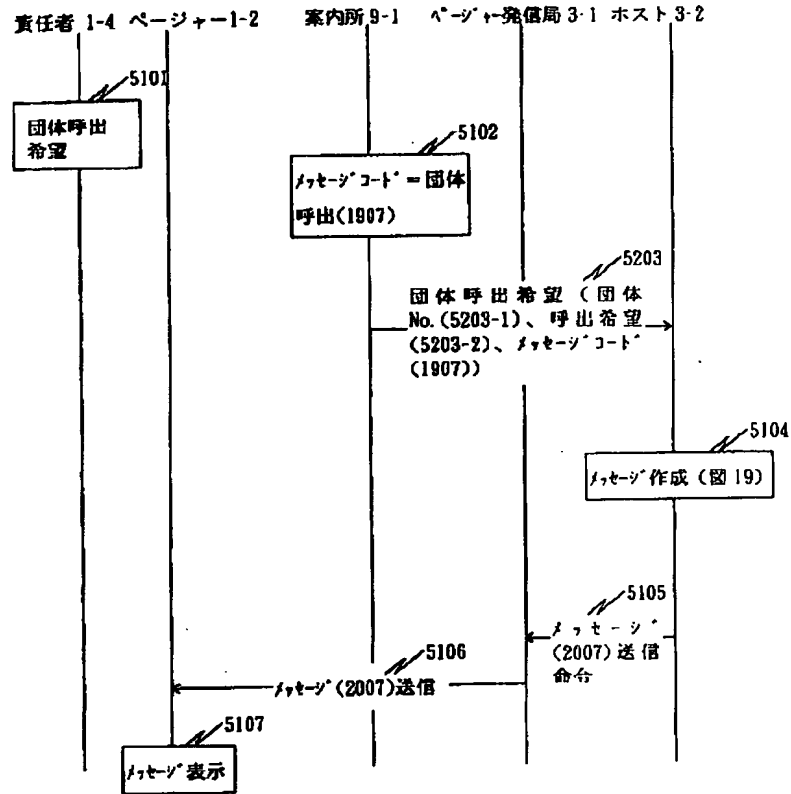 責任者 1-4 ページャー1-2 案内所 9-1 ページャー発信局 3-1 ホスト 3-2
5101
団体呼出
希望
5102
メッセージコード=団体
呼出(1907)
5203
団体呼出希望(団体
No.(5203-1)、呼出希望
(5203-2)、メッセージコード
(1907))
5104
メッセージ作成(図19)
5105
メッセージ
(2007)送信
命令
5106
メッセージ(2007)送信
5107
メッセージ表示